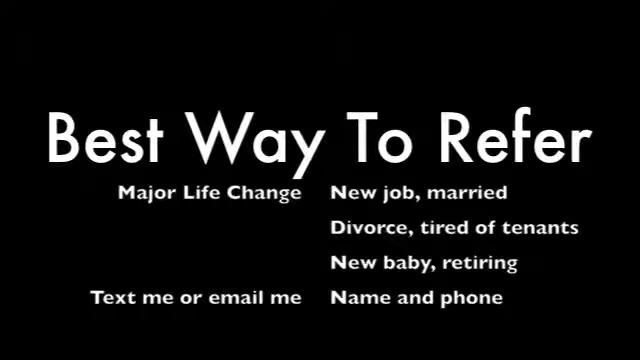 Best Way To Refer
Major Life Change New job, married
Divorce, tired of tenants
New baby, retiring
Text me or email me Name and phone